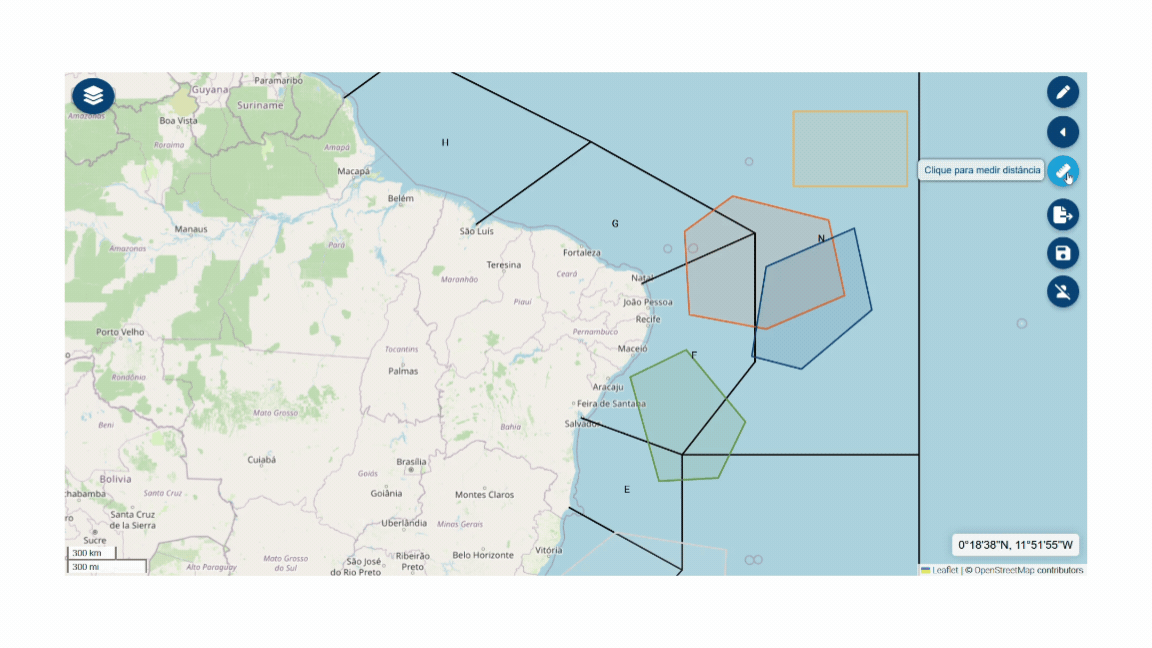 Paramaribo
Guyana
Suriname
Amazonas
Boa Vista
Roraima
Amapá
Macapá
Belém
Manaus
São Luís
Pará
Amazonas
Fortaleza
Teresina
Ceará
Maranhão
Natal
Piauí
João Pessoa
Recife
Pernambuco
Porto Velho
Maceió
Tocantins
Palmas
Rondônia
Aracaju
Feira de Santana
Mato Grosso
Beni
Bahia
Salvador
Cuiabá
Brasília
Goiás
Bolivia
Goiânia
Montes Claros
chabamba
Santa Cruz
Santa Cruz
de la Sierra
ro
Uberlândia
Minas Gerais
Sucre
Vitória
Belo Horizonte
Ribeirão
Preto
São José
do Rio Preto
Mato Grosso
do Sul
Alto Paraguay
H
G
N
F
E
Clique para medir distância
300 km
300 mi
0°18'38"N, 11°51'55"W
Leaflet | © OpenStreetMap contributors